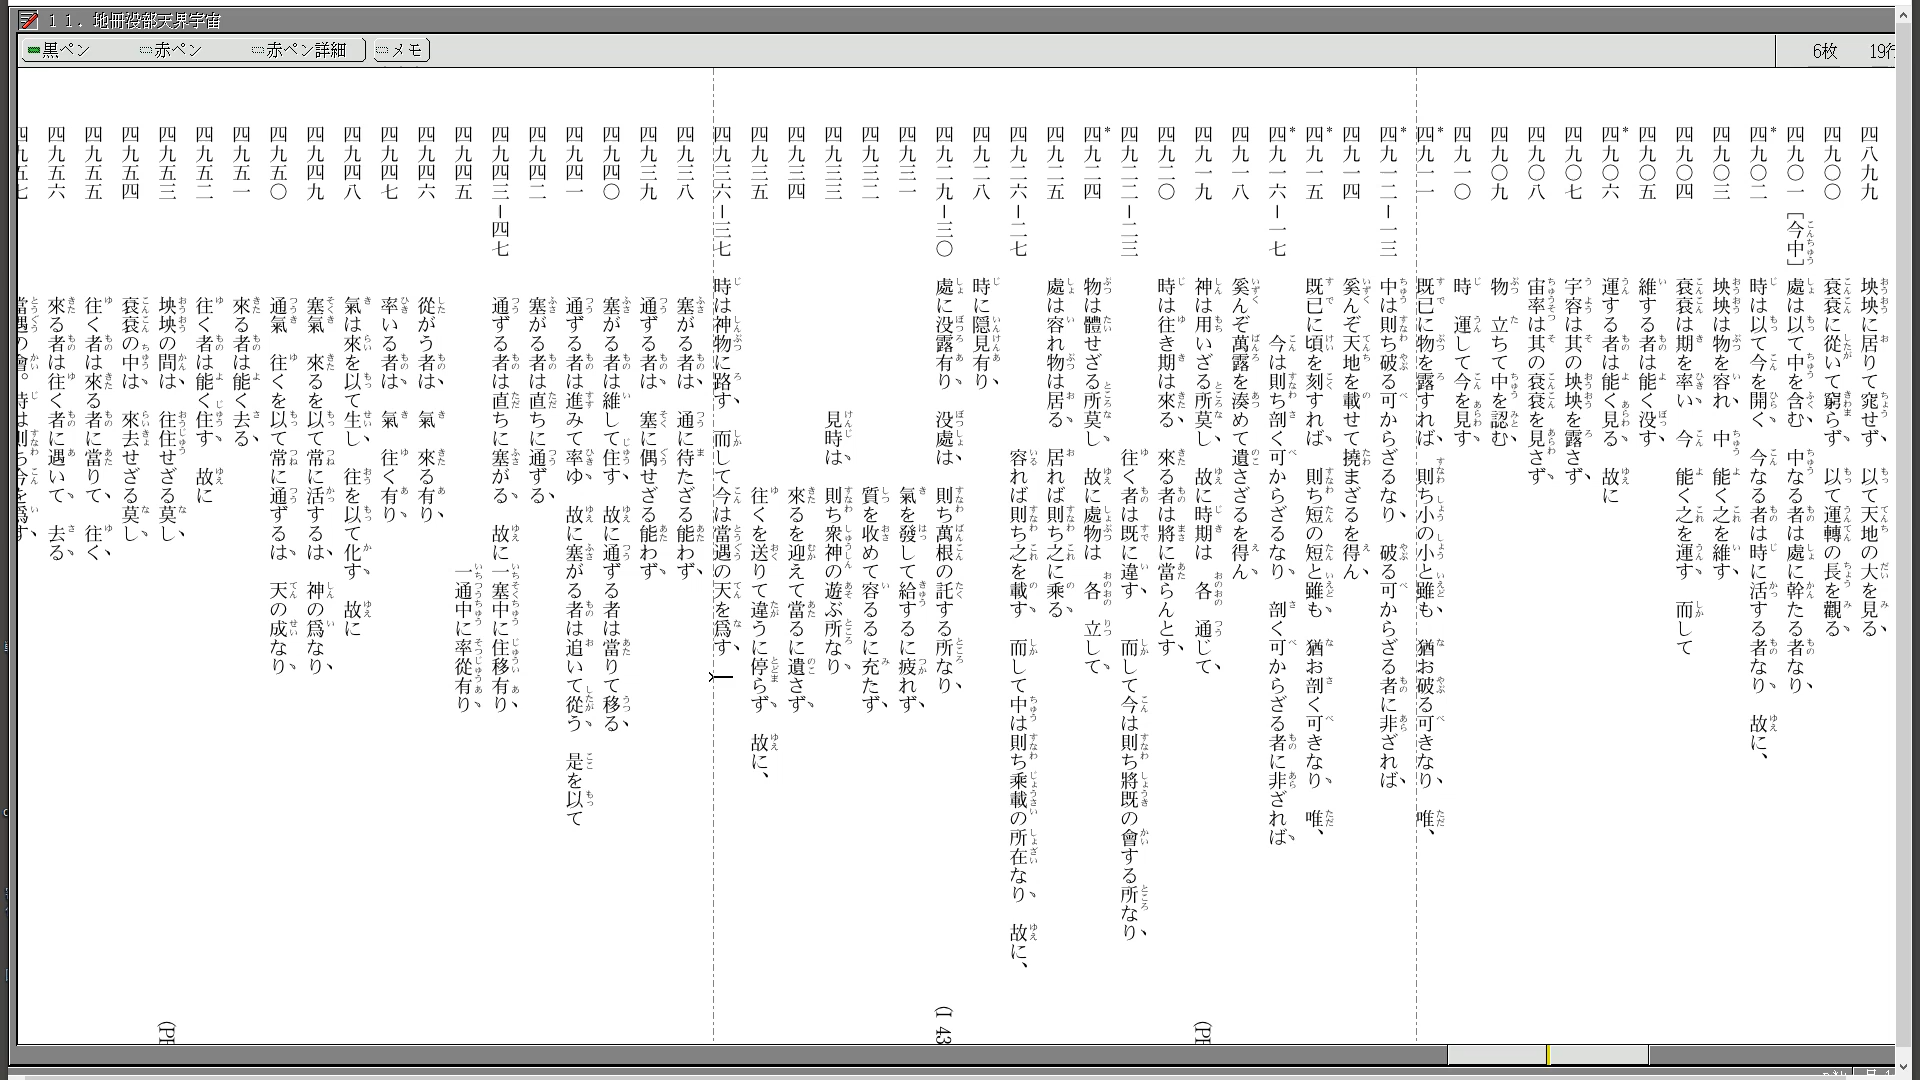 １１．地冊没部天界宇宙
黒ペン　赤ペン　赤ペン詳細　メモ　6枚　19行
四八九九　坱坱に居りて窕せず、　以て天地の大を見る、
四九〇〇　袞袞に從いて窮らず、　以て運轉の長を觀る
四九〇一［今中］　處は以て中を含む、　中なる者は處に幹たる者なり、
*四九〇二　時は以て今を開く、　今なる者は時に活する者なり、　故に、
四九〇三　坱坱は物を容れ、　中、能く之を維す
四九〇四　袞袞は期を率い、　今、能く之を運す、　而して
四九〇五　維する者は能く没す、
*四九〇六　運する者は能く見る、　故に
四九〇七　宇容は其の坱坱を露さず、
四九〇八　宙率は其の袞袞を見さず、
四九〇九　物、立ちて中を認む
四九一〇　時、運して今を見す
*四九一一　既已に物を露すれば、　則ち小の小と雖も、　猶お破る可きなり、　唯、
*四九一二－一三　中は則ち破る可からざるなり、　破る可からざる者に非ざれば、
四九一四　奚んぞ天地を載せて撓まざるを得ん
*四九一五　既已に頃を刻すれば、　則ち短の短と雖も、　猶お剖く可きなり、　唯、
*四九一六－一七　今は則ち剖く可からざるなり、　剖く可からざる者に非ざれば、
四九一八　奚んぞ萬露を湊めて遺さざるを得ん
四九一九　神は用いざる所莫し、　故に時期は、各、通じて、
四九二〇　時は往き期は來る、　來る者は將に當らんとす、
四九二二－二三　往く者は既に違す、　而して今は則ち將既の會する所なり、
*四九二四　物は體せざる所莫し、　故に處物は、各、立して、
四九二五　處は容れ物は居る、　居れば則ち之に乘る、
四九二六－二七　容れば則ち之を載す、　而して中は則ち乘載の所在なり、　故に、
四九二八　時に隱見有り、
四九二九－三〇　處に没露有り、　没處は、　則ち萬根の託する所なり、　(I 43
四九三一　氣を發して給するに疲れず、
四九三二　質を收めて容るるに充たず、
四九三三　見時は、　則ち衆神の遊ぶ所なり、
四九三四　來るを迎えて當るに遺さず、
四九三五　往くを送りて違うに停らず、　故に、
四九三六－三七　時は神物に路す、　而して今は當遇の天を爲す、
四九三八　塞がる者は、　通に待たざる能わず、
四九三九　通ずる者は、　塞に偶せざる能わず、
四九四〇　塞がる者は維して住す、　故に通ずる者は當りて移る、
四九四一　通ずる者は進みて率ゆ、　故に塞がる者は追いて從う、　是を以て
四九四二　塞がる者は直ちに通ずる、
四九四三－四七　通ずる者は直ちに塞がる、　故に一塞中に住移有り、
四九四五　一通中に率從有り、
四九四六　從がう者は、氣、來る有り、
四九四七　率いる者は、氣、往く有り
四九四八　氣は來を以て生し、　往を以て化す、　故に
四九四九　塞氣、來るを以て常に活するは、　神の爲なり、
四九五〇　通氣、往くを以て常に通ずるは、　天の成なり、
四九五一　來る者は能く去る、
四九五二　往く者は能く住す、　故に
四九五三　坱坱の間は、　往住せざる莫し、
四九五四　袞袞の中は、　來去せざる莫し、
四九五五　往く者は來る者に當りて、　往く、
四九五六　來る者は往く者に遇いて、　去る、
四九五七　當遇の會。　時は則ち今を爲す、